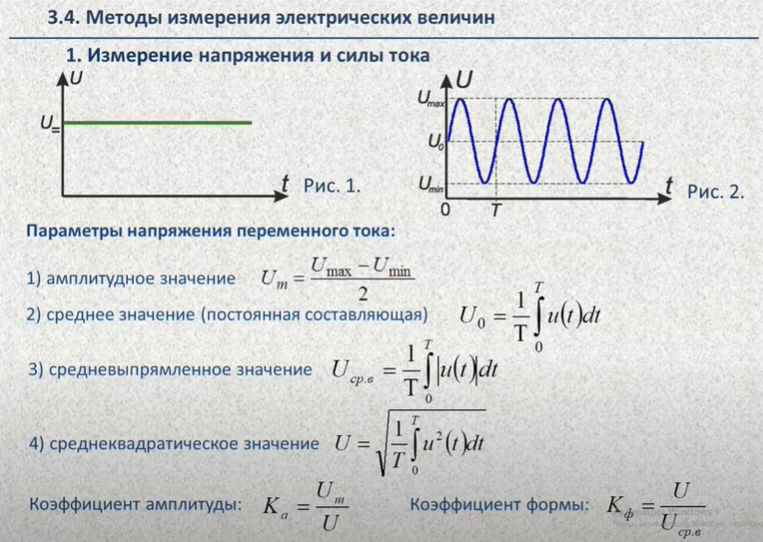 3.4. Методы измерения электрических величин
1. Измерение напряжения и силы тока
U
U=
t
Рис. 1.
U
Umax
U0
Umin
0
T
t
Рис. 2.
Параметры напряжения переменного тока:
1) амплитудное значение Um = (Umax − Umin) / 2
2) среднее значение (постоянная составляющая) U0 = 1/T ∫0T u(t)dt
3) средневыпрямленное значение Uср.в = 1/T ∫0T |u(t)|dt
4) среднеквадратическое значение U = √(1/T ∫0T u²(t)dt)
Коэффициент амплитуды: Ka = Um / U Коэффициент формы: Kф = U / Uср.в